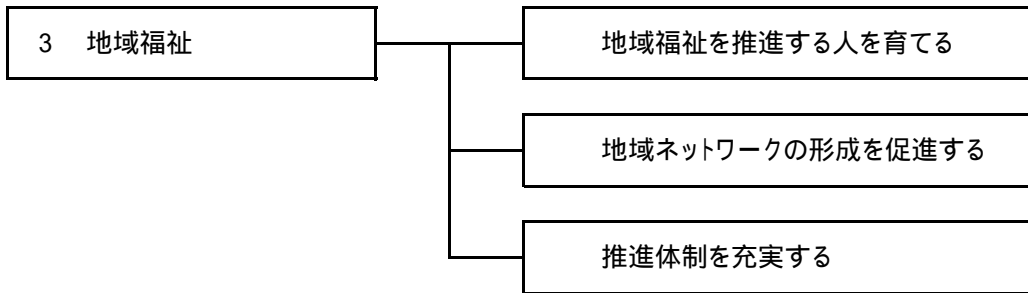 3 地域福祉
地域福祉を推進する人を育てる
地域ネットワークの形成を促進する
推進体制を充実する